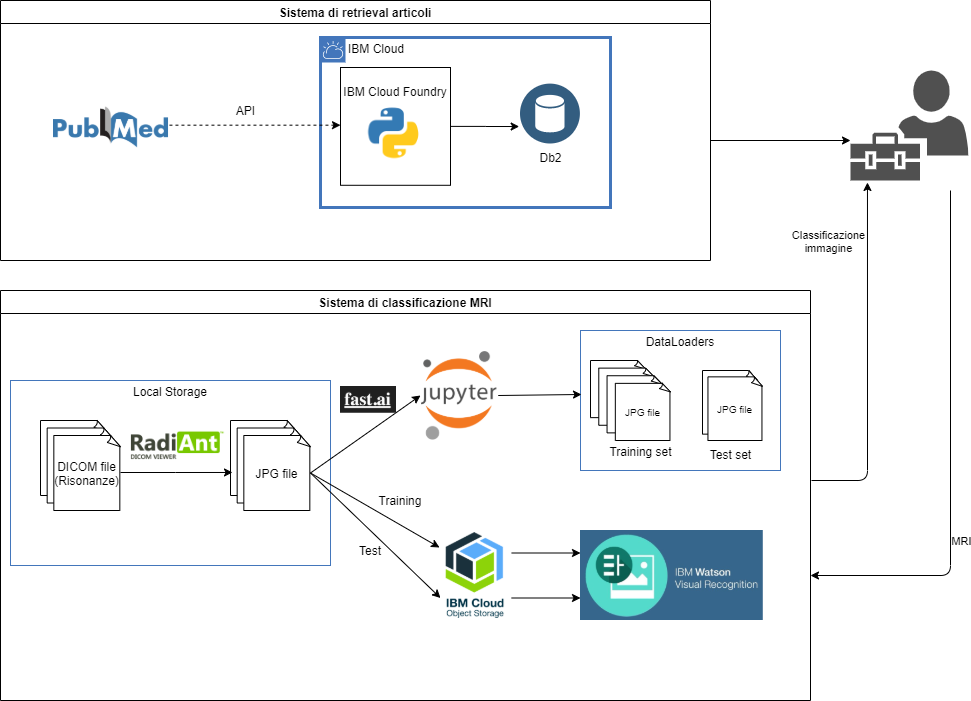 Sistema di retrieval articoli
IBM Cloud
IBM Cloud Foundry
PubMed
API
Db2
Classificazione
immagine
Sistema di classificazione MRI
DataLoaders
Local Storage
fast.ai
jupyter
JPG file
JPG file
RadiAnt
DICOM VIEWER
DICOM file
(Risonanze)
JPG file
Training set
Test set
Training
Test
MRI
IBM Cloud
Object Storage
IBM Watson
Visual Recognition